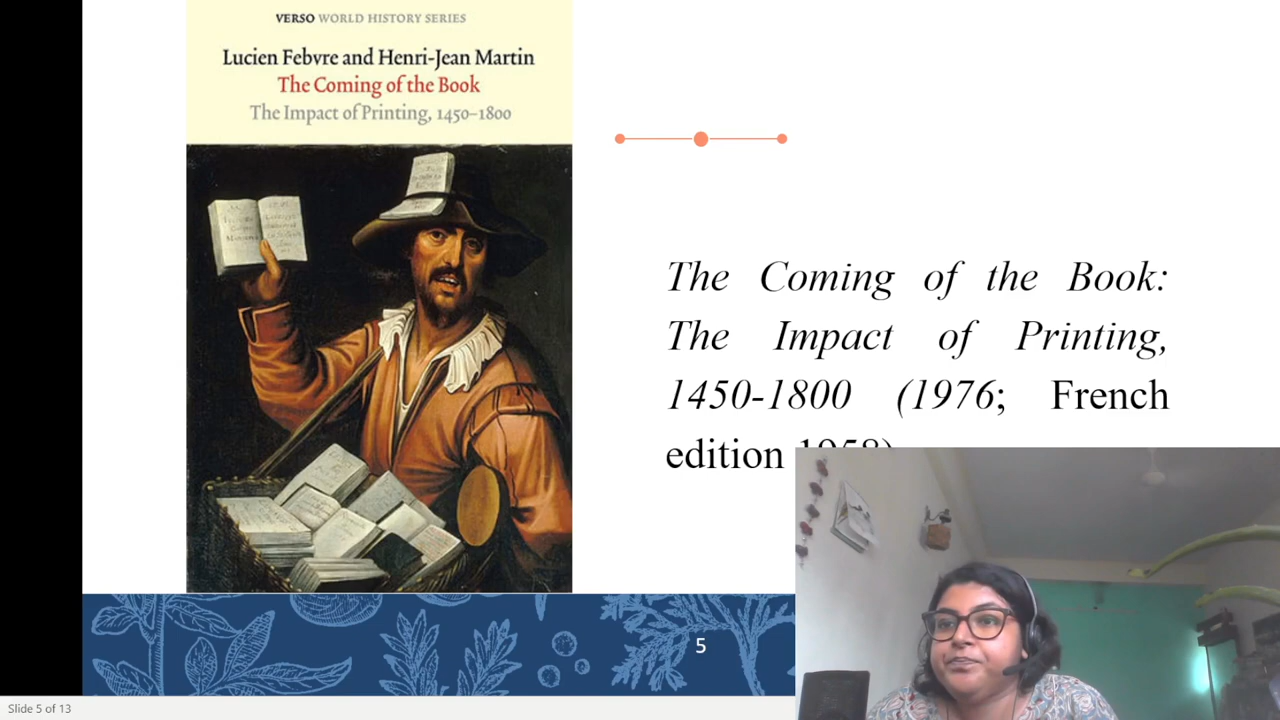 VERSO WORLD HISTORY SERIES
Lucien Febvre and Henri-Jean Martin
The Coming of the Book
The Impact of Printing, 1450–1800
The Coming of the Book:
The Impact of Printing,
1450-1800 (1976; French
edition 1958)
5
Slide 5 of 13